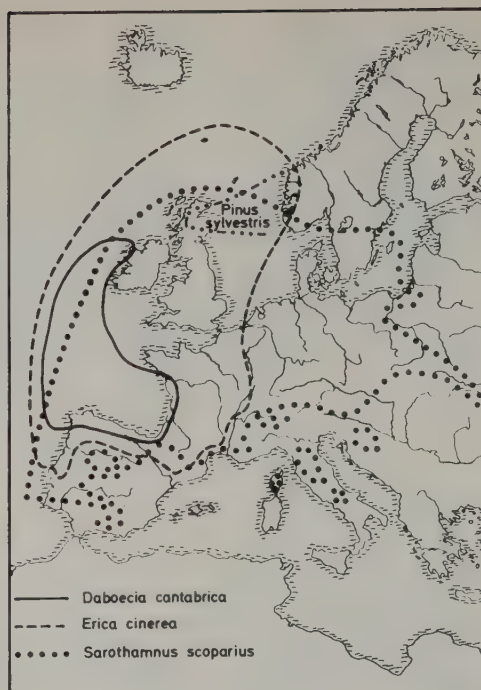 Pinus
sylvestris
Daboecia cantabrica
Erica cinerea
Sarothamnus scoparius